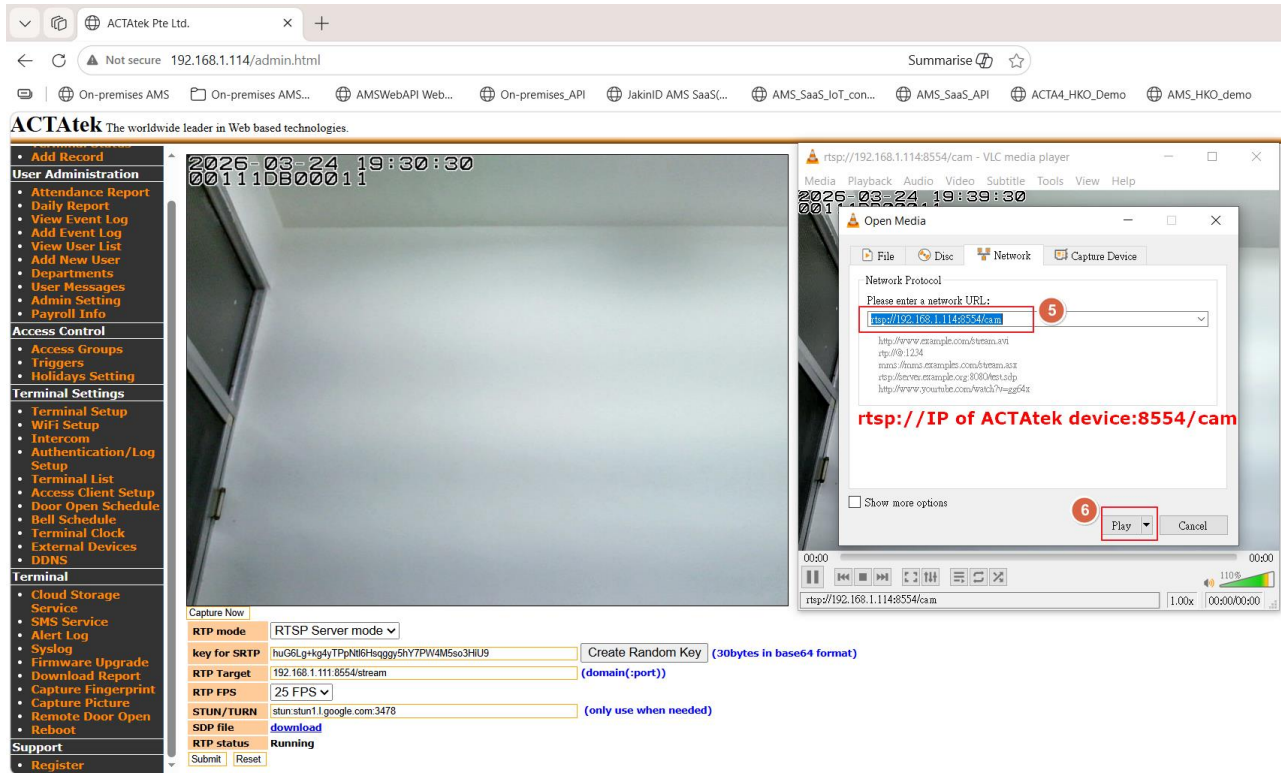 ACTAtek Pte Ltd.
Not secure 192.168.1.114/admin.html
Summarise
On-premises AMS
On-premises AMS...
AMSWebAPI Web...
On-premises_API
JakinID AMS SaaS(...
AMS_SaaS_IoT_con...
AMS_SaaS_API
ACTA4_HKO_Demo
AMS_HKO_demo
ACTAtek The worldwide leader in Web based technologies.
Terminal Status
• Add Record
User Administration
• Attendance Report
• Daily Report
• View Event Log
• Add Event Log
• View User List
• Add New User
• Departments
• User Messages
• Admin Setting
• Payroll Info
Access Control
• Access Groups
• Triggers
• Holidays Setting
Terminal Settings
• Terminal Setup
• WiFi Setup
• Intercom
• Authentication/Log
Setup
• Terminal List
• Access Client Setup
• Door Open Schedule
• Bell Schedule
• Terminal Clock
• External Devices
• DDNS
Terminal
• Cloud Storage
Service
• SMS Service
• Alert Log
• Syslog
• Firmware Upgrade
• Download Report
• Capture Fingerprint
• Capture Picture
• Remote Door Open
• Reboot
Support
• Register
2026-03-24 19:30:30
00111DB00011
Capture Now
RTP mode RTSP Server mode
key for SRTP huG6Lg+kg4yTPpNtl6Hsqggy5hY7PW4M5so3HiU9 Create Random Key (30bytes in base64 format)
RTP Target 192.168.1.111:8554/stream (domain(:port))
RTP FPS 25 FPS
STUN/TURN stun:stun1.l.google.com:3478 (only use when needed)
SDP file download
RTP status Running
Submit Reset
rtsp://192.168.1.114:8554/cam - VLC media player
Media Playback Audio Video Subtitle Tools View Help
2026-03-24 19:39:30
001
Open Media
File Disc Network Capture Device
Network Protocol
Please enter a network URL:
rtsp://192.168.1.114:8554/cam
5
http://www.example.com/stream.avi
rtp://@:1234
mms://mms.examples.com/stream.asx
rtsp://server.example.org:8080/test.sdp
http://www.youtube.com/watch?v=gg64x
rtsp://IP of ACTAtek device:8554/cam
Show more options
6
Play Cancel
00:00 00:00
110%
rtsp://192.168.1.114:8554/cam 1.00x 00:00/00:00